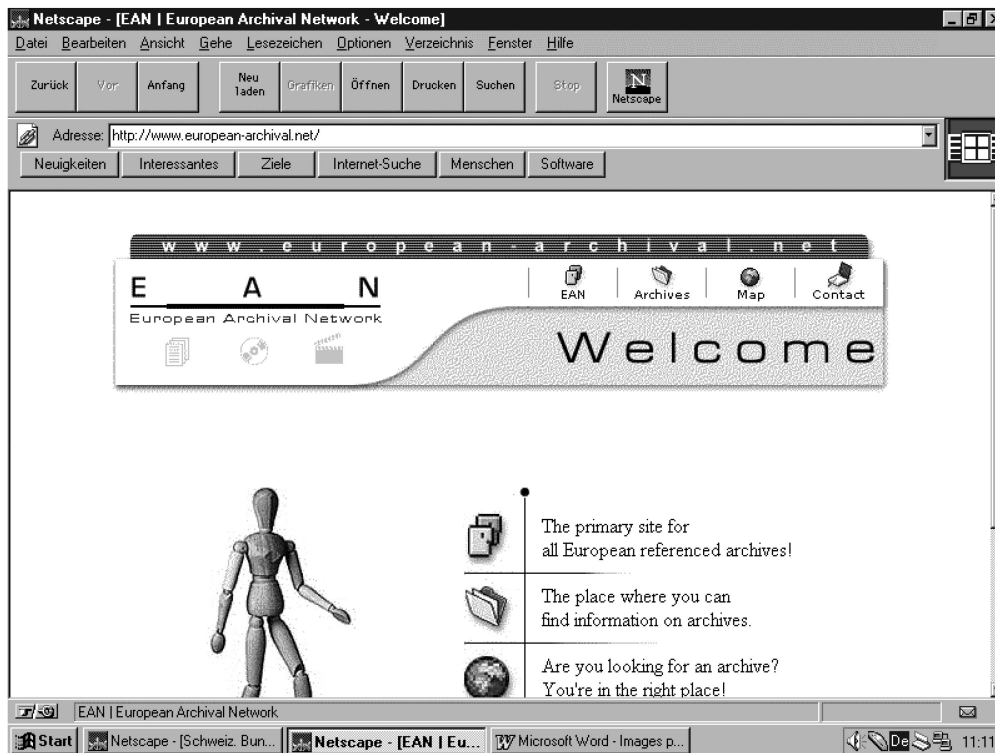 Netscape - [EAN | European Archival Network - Welcome]
Datei Bearbeiten Ansicht Gehe Lesezeichen Optionen Verzeichnis Fenster Hilfe
Zurück Vor Anfang Neu laden Grafiken Öffnen Drucken Suchen Stop N Netscape
Adresse: http://www.european-archival.net/
Neuigkeiten Interessantes Ziele Internet-Suche Menschen Software
www.european-archival.net
E A N
European Archival Network
EAN Archives Map Contact
Welcome
The primary site for
all European referenced archives!
The place where you can
find information on archives.
Are you looking for an archive?
You're in the right place!
EAN | European Archival Network
Start Netscape - [Schweiz. Bun... Netscape - [EAN | Eu... Microsoft Word - Images p... De 11:11